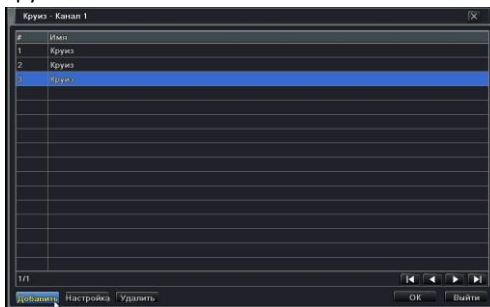 Круиз - Канал 1
# Имя
1 Круиз
2 Круиз
3 Круиз
1/1
Добавить Настройка Удалить OK Выйти